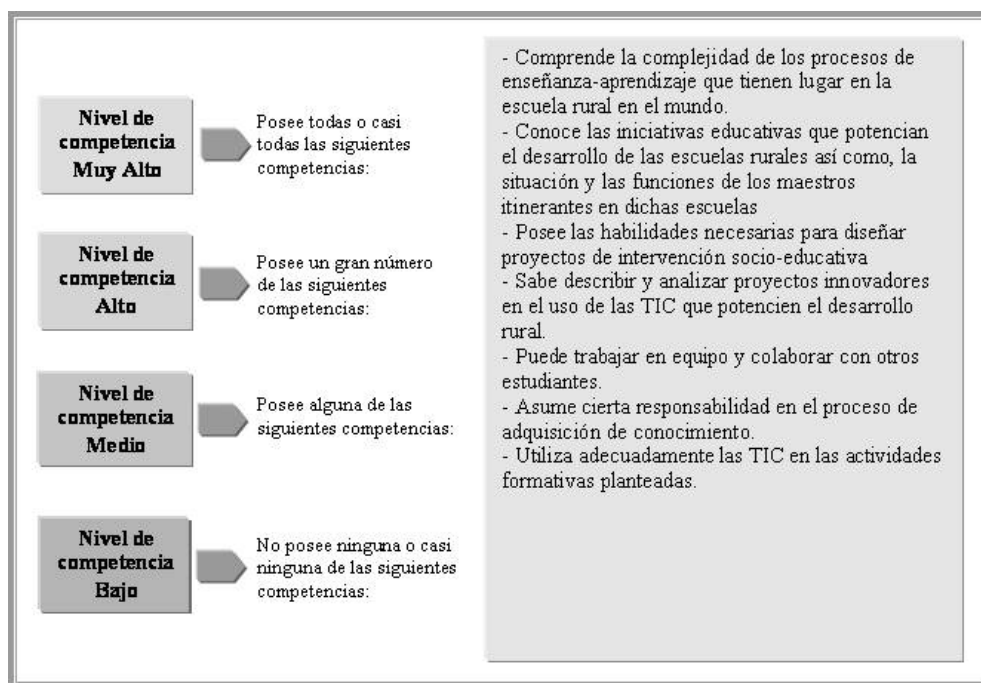 Nivel de
competencia
Muy Alto
Posee todas o casi
todas las siguientes
competencias:
Nivel de
competencia
Alto
Posee un gran número
de las siguientes
competencias:
Nivel de
competencia
Medio
Posee alguna de las
siguientes competencias:
Nivel de
competencia
Bajo
No posee ninguna o casi
ninguna de las siguientes
competencias:
- Comprende la complejidad de los procesos de
enseñanza-aprendizaje que tienen lugar en la
escuela rural en el mundo.
- Conoce las iniciativas educativas que potencian
el desarrollo de las escuelas rurales así como, la
situación y las funciones de los maestros
itinerantes en dichas escuelas
- Posee las habilidades necesarias para diseñar
proyectos de intervención socio-educativa
- Sabe describir y analizar proyectos innovadores
en el uso de las TIC que potencien el desarrollo
rural.
- Puede trabajar en equipo y colaborar con otros
estudiantes.
- Asume cierta responsabilidad en el proceso de
adquisición de conocimiento.
- Utiliza adecuadamente las TIC en las actividades
formativas planteadas.